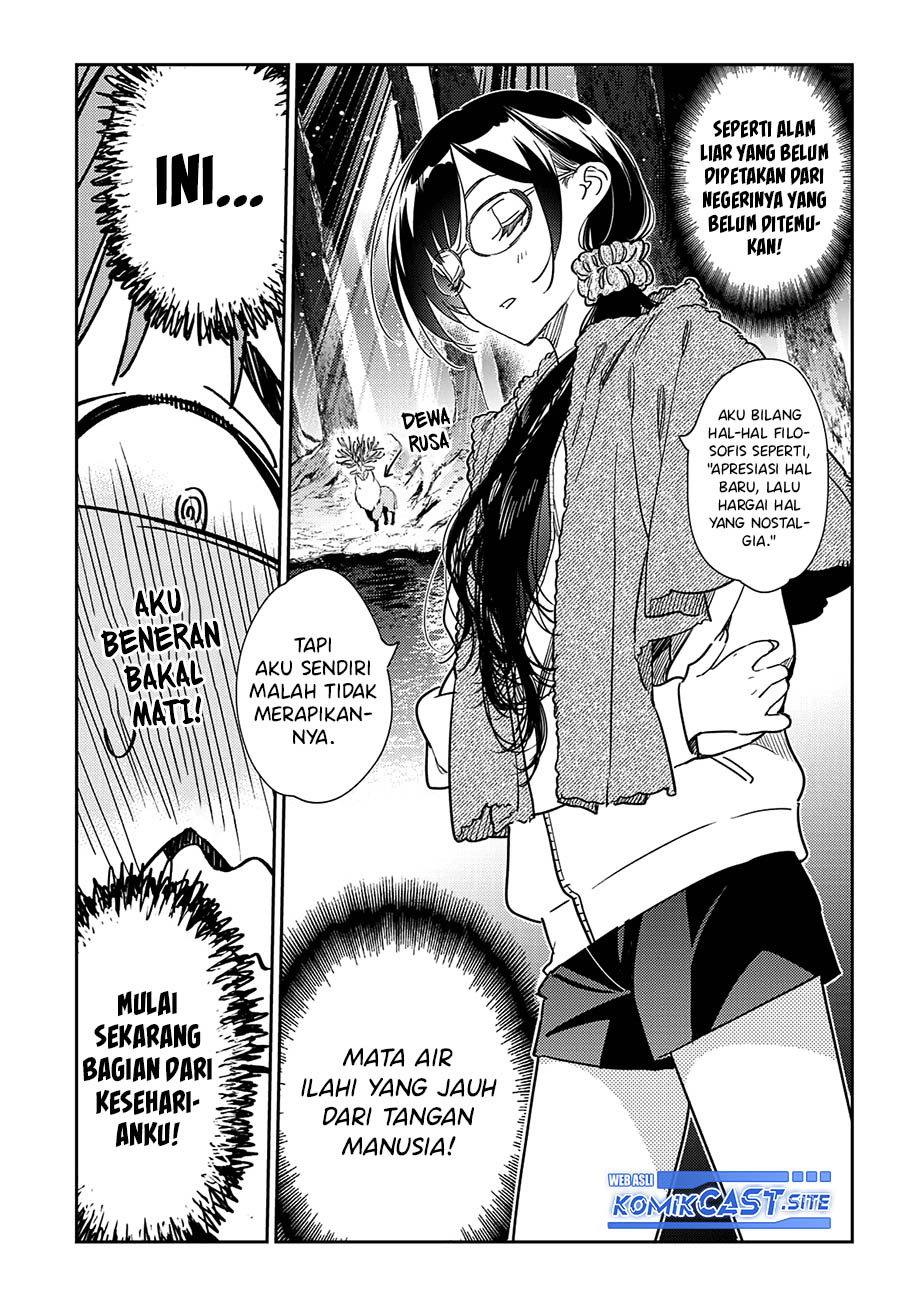 SEPERTI ALAM
LIAR YANG BELUM
DIPETAKAN DARI
NEGERINYA YANG
BELUM DITEMU-
KAN!
AKU BILANG
HAL-HAL FILO-
SOFIS SEPERTI,
"APRESIASI HAL
BARU, LALU
HARGAI HAL
YANG NOSTAL-
GIA."
DEWA
RUSA
TAPI
AKU SENDIRI
MALAH TIDAK
MERAPIKAN-
NYA.
MATA AIR
ILAHI YANG JAUH
DARI TANGAN
MANUSIA!
INI...
AKU
BENERAN
BAKAL
MATI!
MULAI
SEKARANG
BAGIAN DARI
KESEHARI-
ANKU!
WEB ASLI
KOMIKCAST.SITE